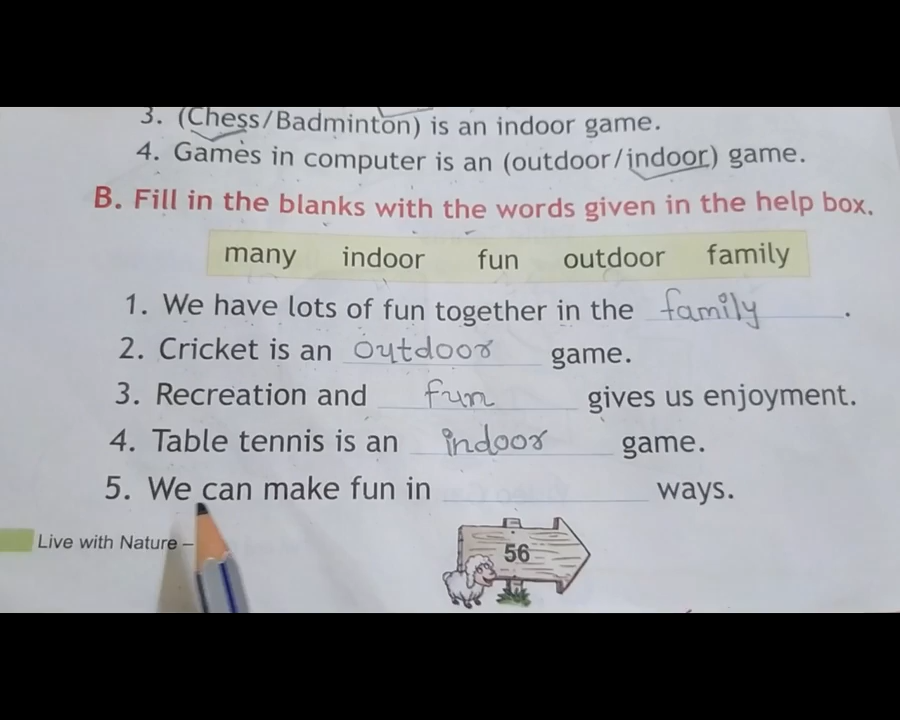 3. (Chess/Badminton) is an indoor game.
4. Games in computer is an (outdoor/indoor) game.
B. Fill in the blanks with the words given in the help box.
many indoor fun outdoor family
1. We have lots of fun together in the family.
2. Cricket is an outdoor game.
3. Recreation and fun gives us enjoyment.
4. Table tennis is an indoor game.
5. We can make fun in ______ ways.
Live with Nature –
56